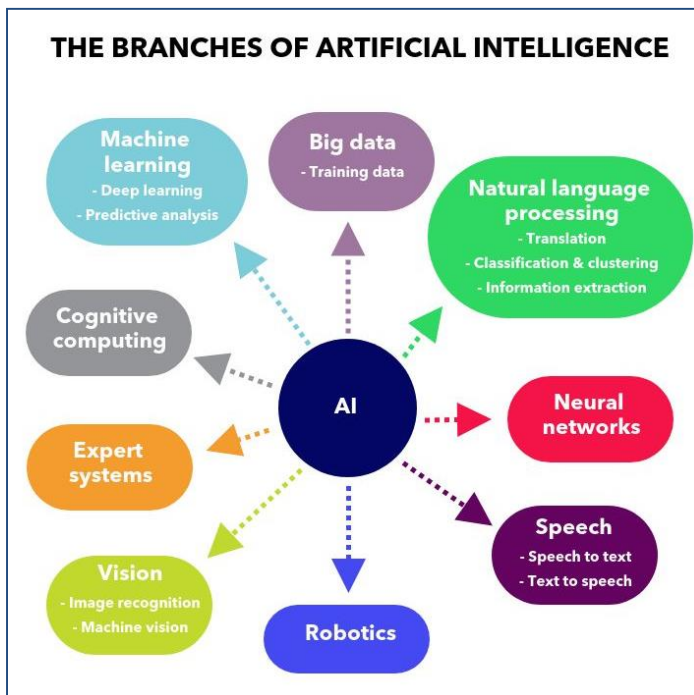 THE BRANCHES OF ARTIFICIAL INTELLIGENCE
Machine
learning
- Deep learning
- Predictive analysis
Big data
- Training data
Natural language
processing
- Translation
- Classification & clustering
- Information extraction
Cognitive
computing
AI
Neural
networks
Expert
systems
Speech
- Speech to text
- Text to speech
Vision
- Image recognition
- Machine vision
Robotics